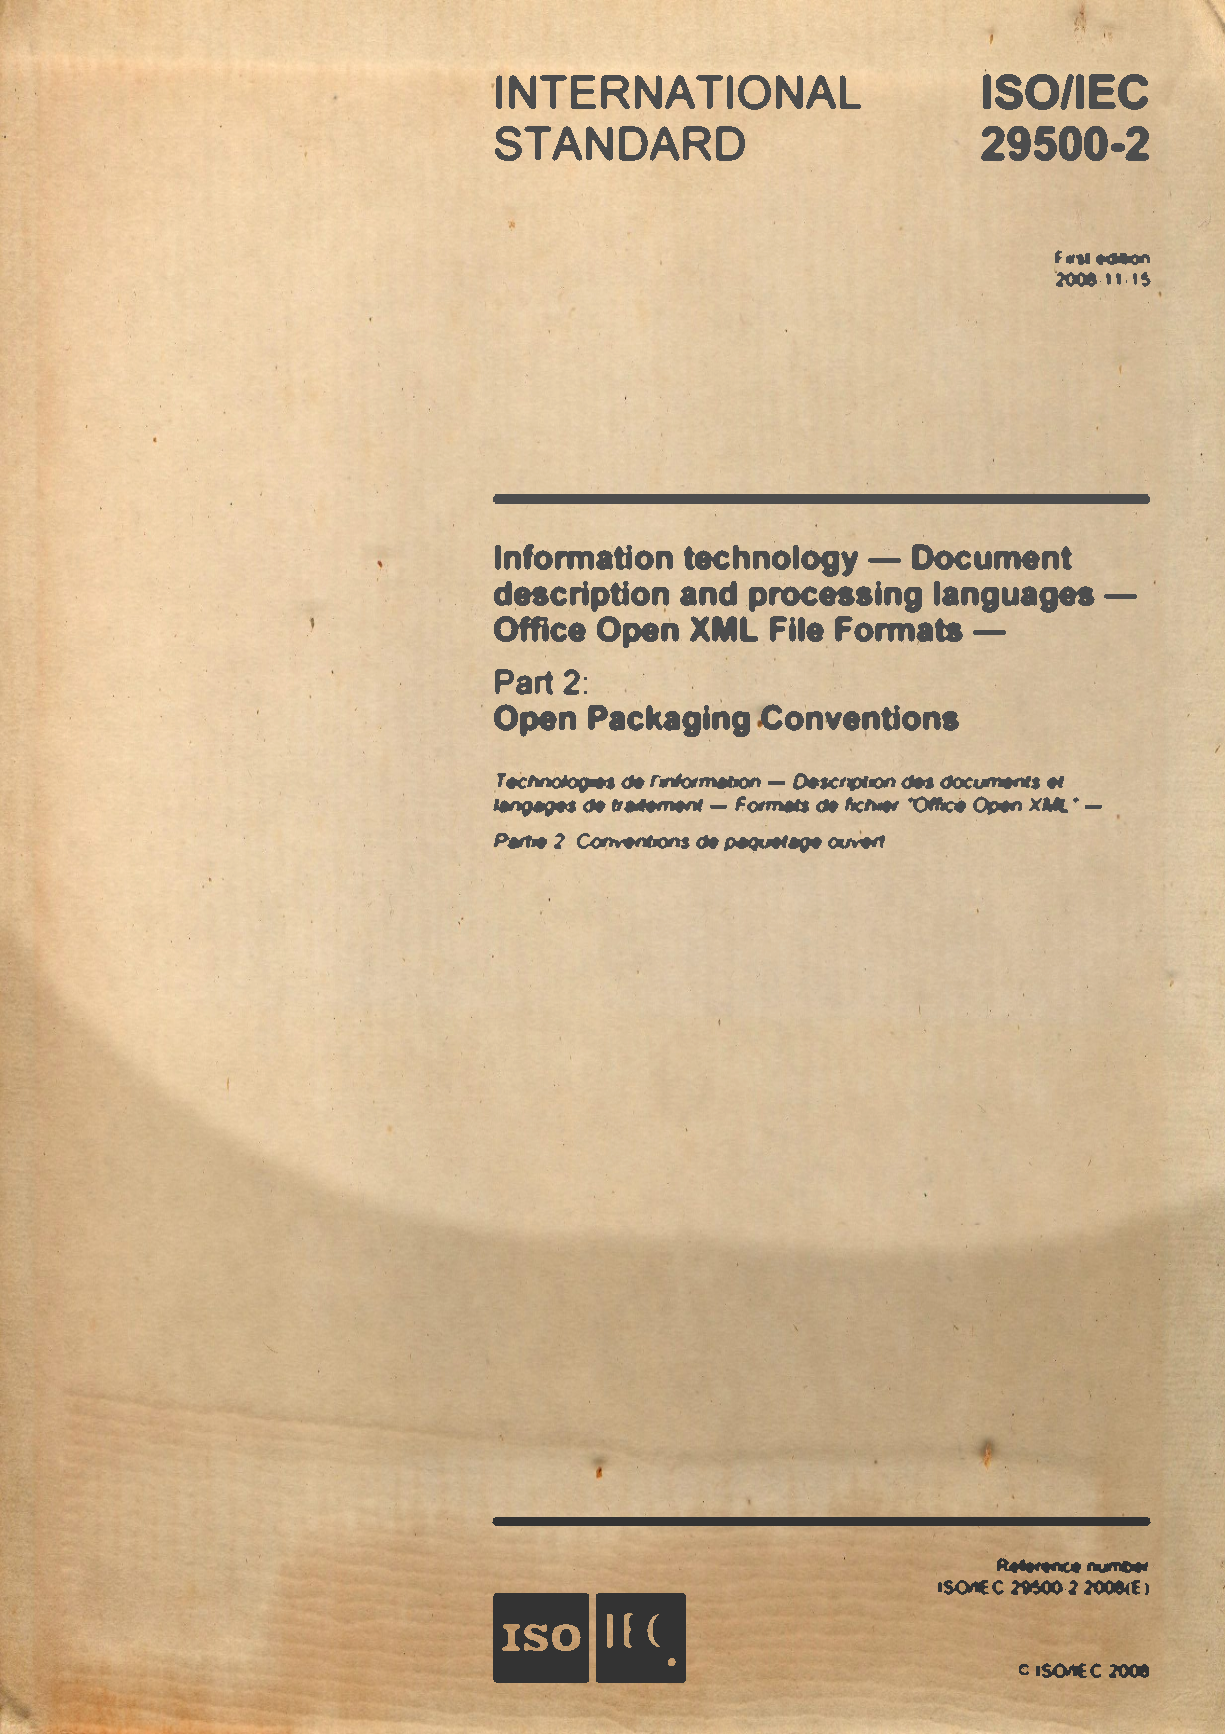 INTERNATIONAL STANDARD
ISO/IEC 29500-2
First edition
2008-11-15
Information technology — Document
description and processing languages —
Office Open XML File Formats —
Part 2:
Open Packaging Conventions
Technologies de l'information — Description des documents et
langages de traitement — Formats de fichier "Office Open XML" —
Partie 2: Conventions de paquetage ouvert
Reference number
ISO/IEC 29500-2:2008(E)
ISO IEC
© ISO/IEC 2008